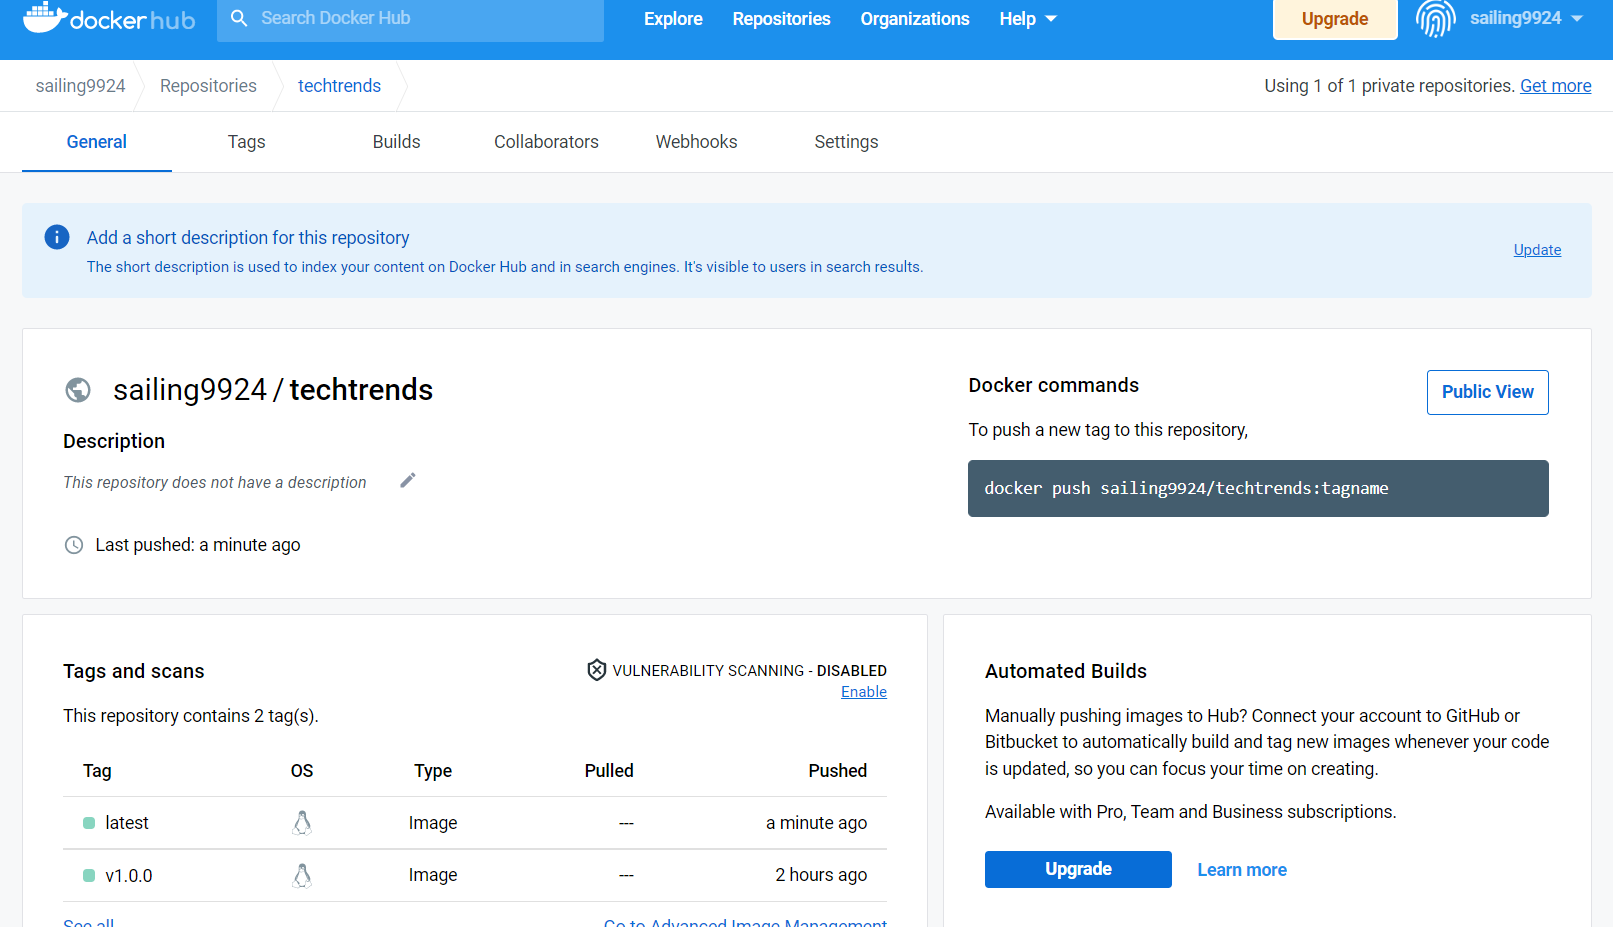 docker hub Search Docker Hub Explore Repositories Organizations Help Upgrade sailing9924
sailing9924 Repositories techtrends Using 1 of 1 private repositories. Get more
General Tags Builds Collaborators Webhooks Settings
Add a short description for this repository
The short description is used to index your content on Docker Hub and in search engines. It's visible to users in search results.
Update
sailing9924 / techtrends
Description
This repository does not have a description
Last pushed: a minute ago
Docker commands
Public View
To push a new tag to this repository,
docker push sailing9924/techtrends:tagname
Tags and scans
VULNERABILITY SCANNING - DISABLED
Enable
This repository contains 2 tag(s).
Tag OS Type Pulled Pushed
latest Image --- a minute ago
v1.0.0 Image --- 2 hours ago
See all Go to Advanced Image Management
Automated Builds
Manually pushing images to Hub? Connect your account to GitHub or
Bitbucket to automatically build and tag new images whenever your code
is updated, so you can focus your time on creating.
Available with Pro, Team and Business subscriptions.
Upgrade Learn more